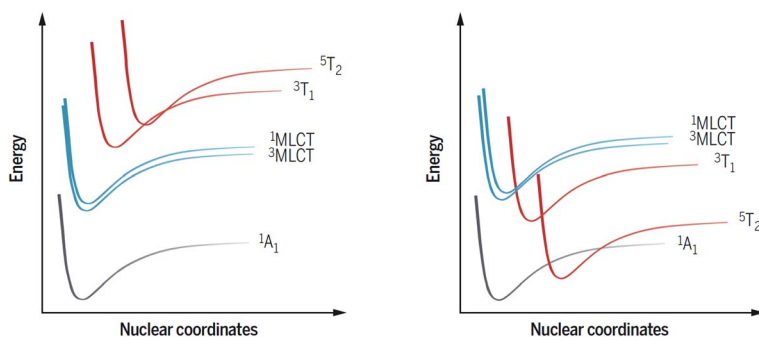 ⁵T₂
³T₁
¹MLCT
³MLCT
¹A₁
Energy
Nuclear coordinates
¹MLCT
³MLCT
³T₁
⁵T₂
¹A₁
Energy
Nuclear coordinates